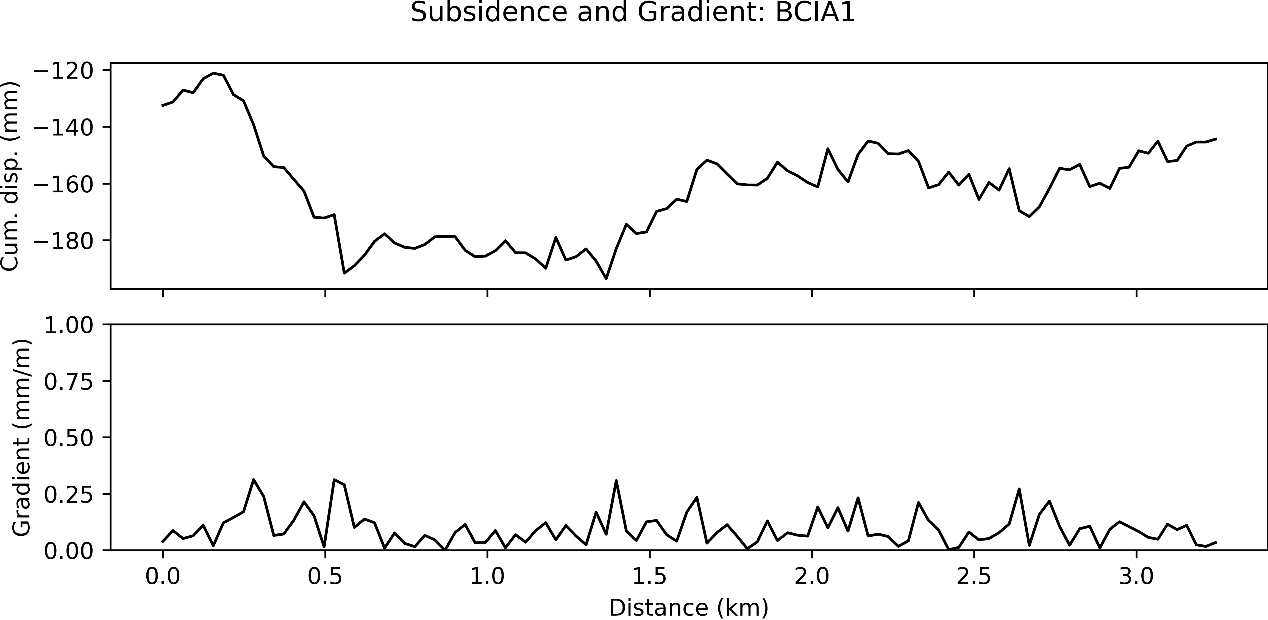 Subsidence and Gradient: BCIA1
Cum. disp. (mm)
−120
−140
−160
−180
Gradient (mm/m)
1.00
0.75
0.50
0.25
0.00
0.0 0.5 1.0 1.5 2.0 2.5 3.0
Distance (km)